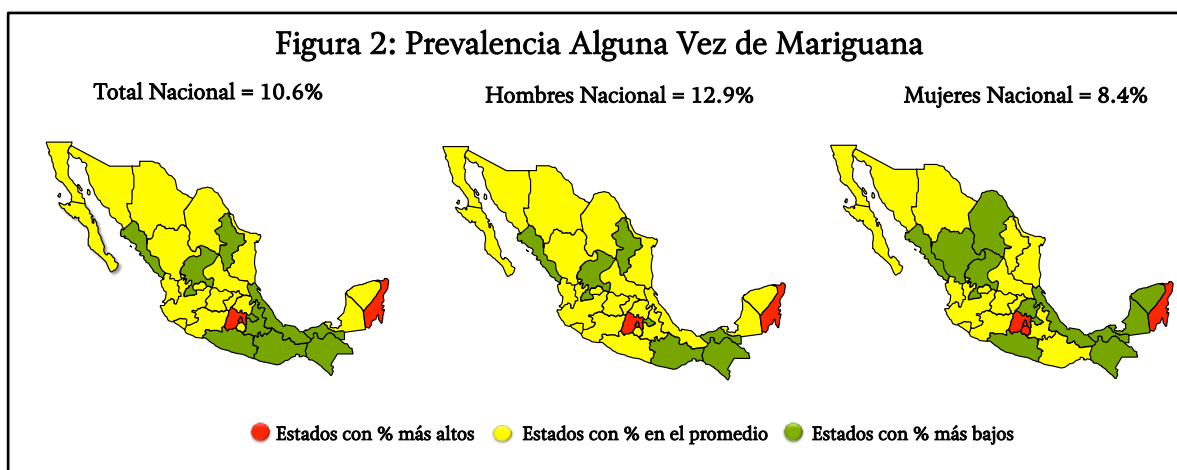 Figura 2: Prevalencia Alguna Vez de Mariguana
Total Nacional = 10.6%
Hombres Nacional = 12.9%
Mujeres Nacional = 8.4%
Estados con % más altos
Estados con % en el promedio
Estados con % más bajos